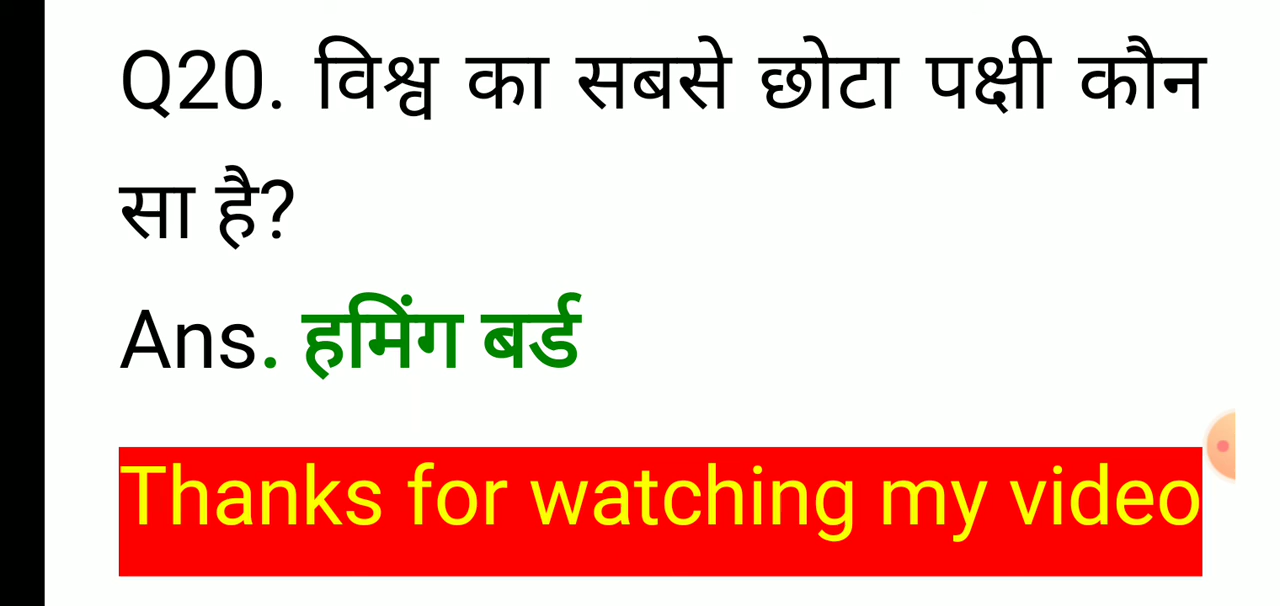 Q20. विश्व का सबसे छोटा पक्षी कौन
सा है?
Ans. हमिंग बर्ड
Thanks for watching my video